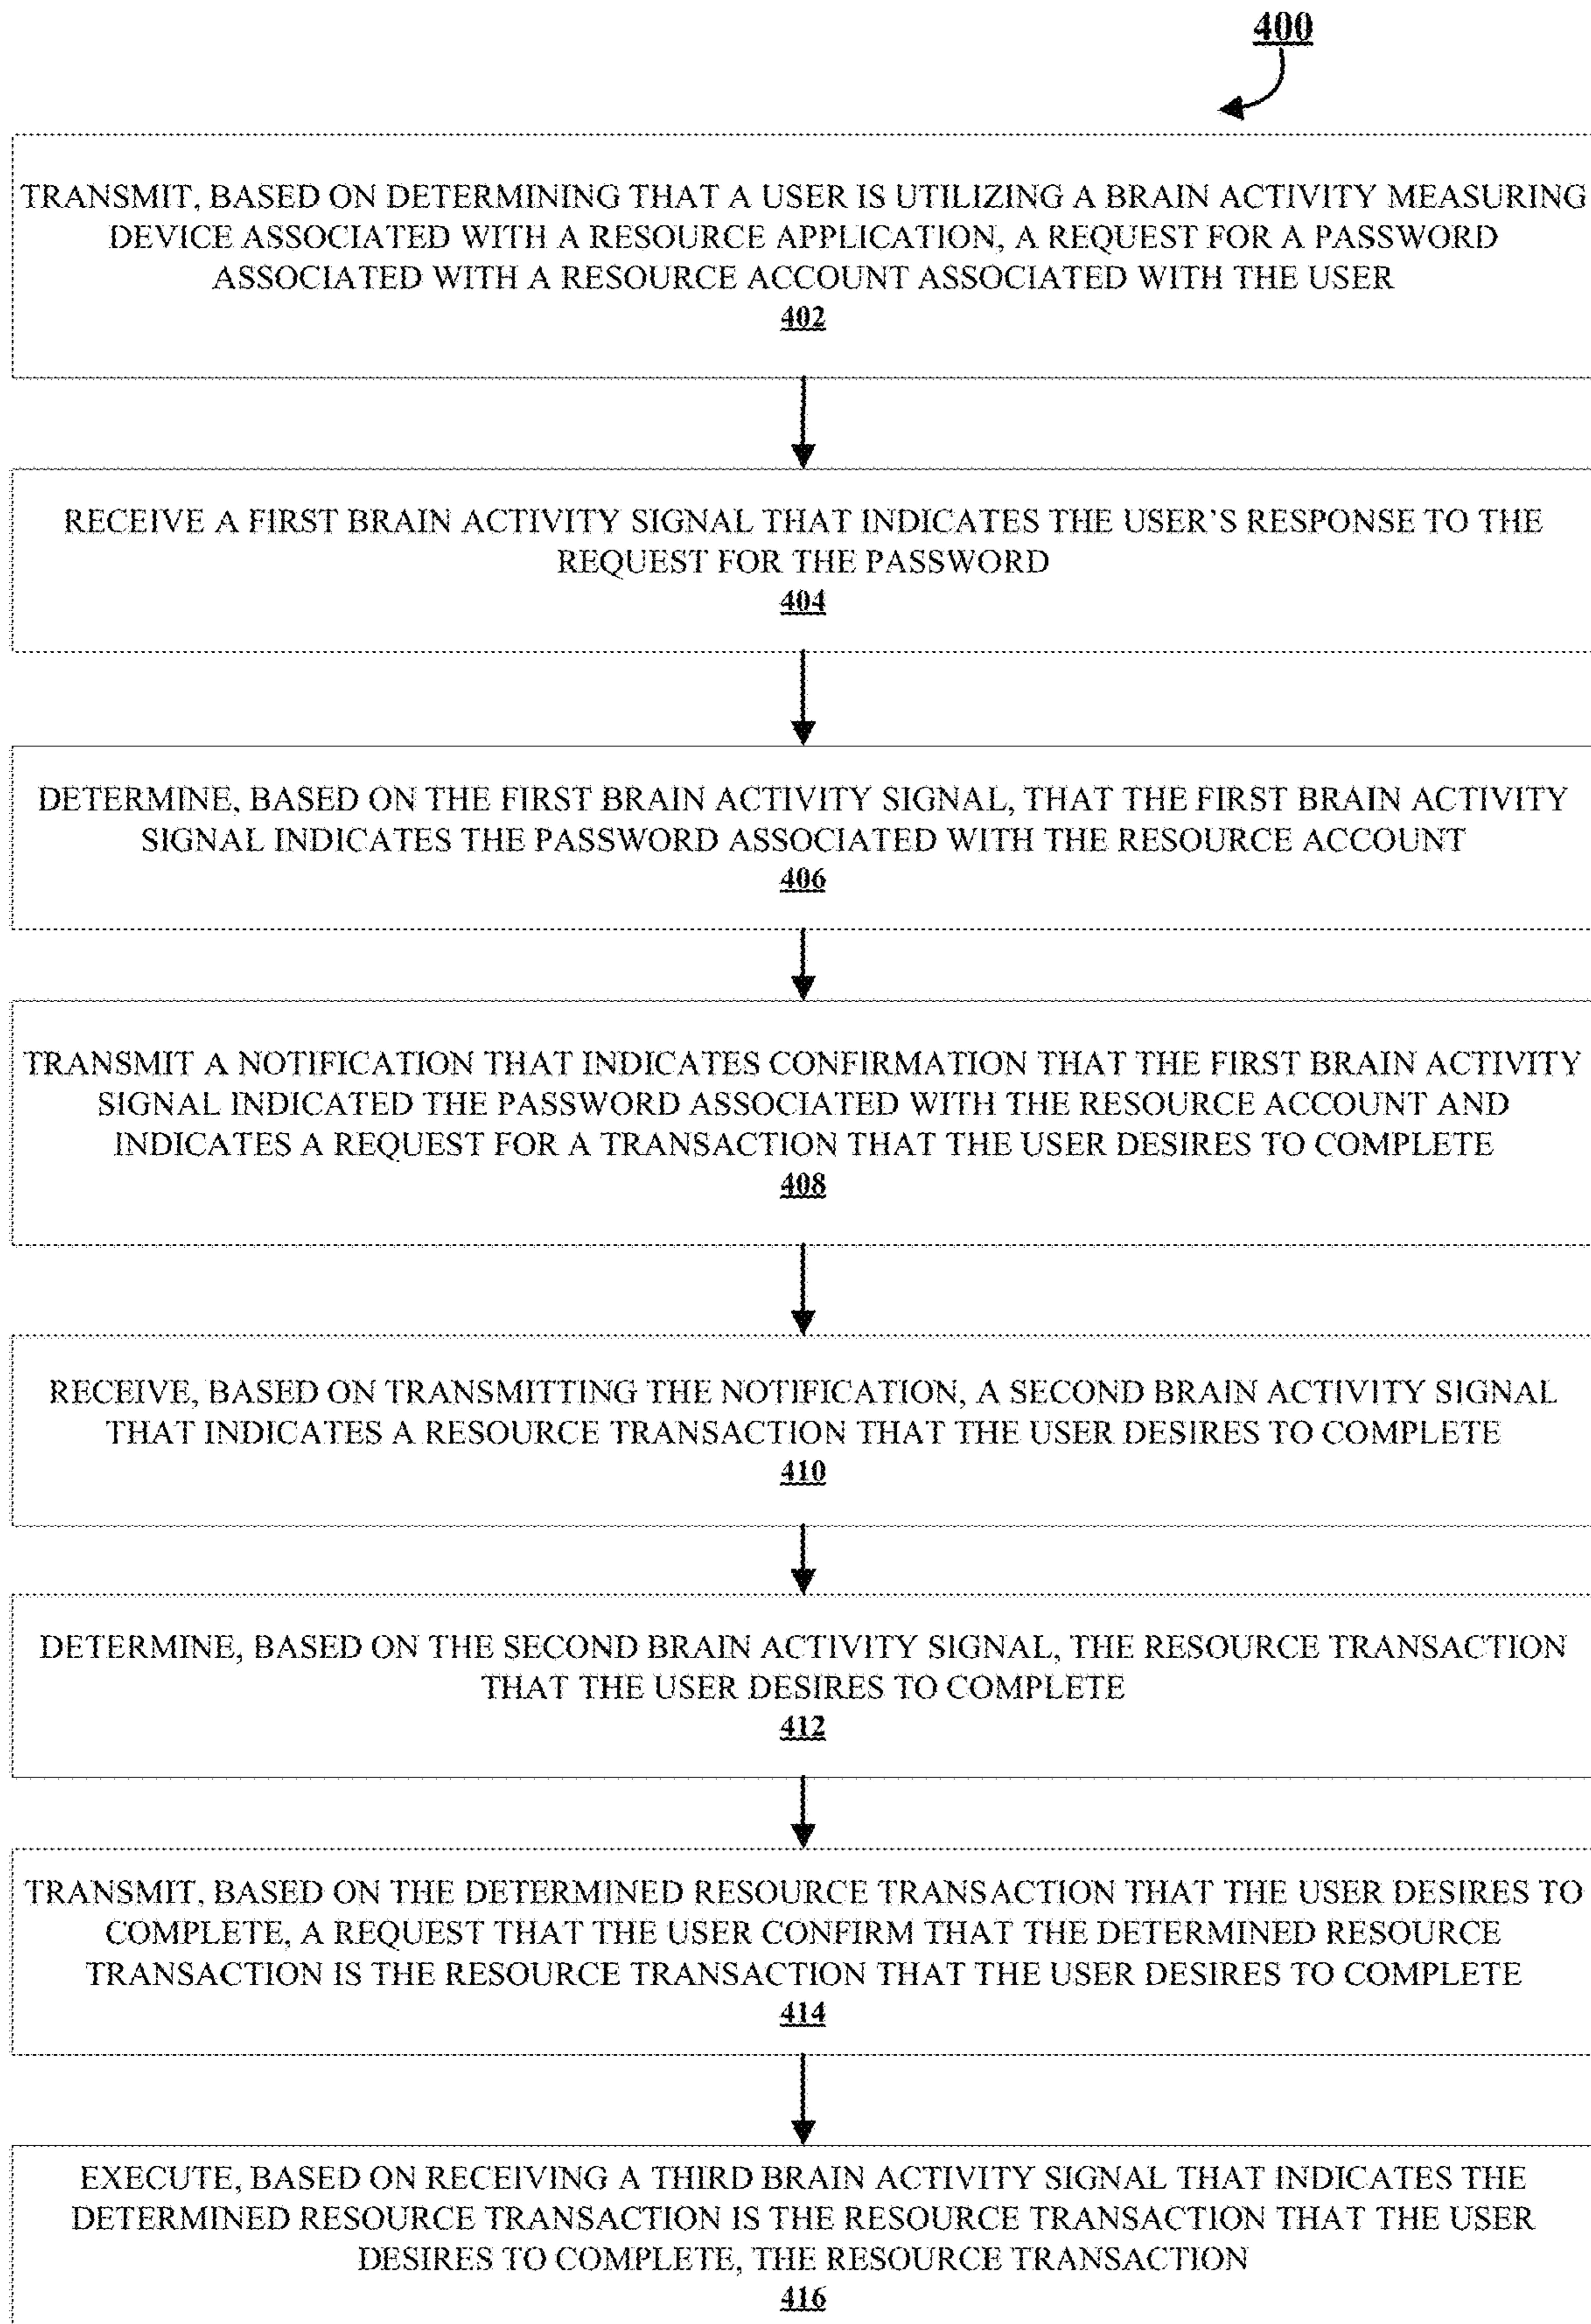 400
TRANSMIT, BASED ON DETERMINING THAT A USER IS UTILIZING A BRAIN ACTIVITY MEASURING
DEVICE ASSOCIATED WITH A RESOURCE APPLICATION, A REQUEST FOR A PASSWORD
ASSOCIATED WITH A RESOURCE ACCOUNT ASSOCIATED WITH THE USER
402
RECEIVE A FIRST BRAIN ACTIVITY SIGNAL THAT INDICATES THE USER'S RESPONSE TO THE
REQUEST FOR THE PASSWORD
404
DETERMINE, BASED ON THE FIRST BRAIN ACTIVITY SIGNAL, THAT THE FIRST BRAIN ACTIVITY
SIGNAL INDICATES THE PASSWORD ASSOCIATED WITH THE RESOURCE ACCOUNT
406
TRANSMIT A NOTIFICATION THAT INDICATES CONFIRMATION THAT THE FIRST BRAIN ACTIVITY
SIGNAL INDICATED THE PASSWORD ASSOCIATED WITH THE RESOURCE ACCOUNT AND
INDICATES A REQUEST FOR A TRANSACTION THAT THE USER DESIRES TO COMPLETE
408
RECEIVE, BASED ON TRANSMITTING THE NOTIFICATION, A SECOND BRAIN ACTIVITY SIGNAL
THAT INDICATES A RESOURCE TRANSACTION THAT THE USER DESIRES TO COMPLETE
410
DETERMINE, BASED ON THE SECOND BRAIN ACTIVITY SIGNAL, THE RESOURCE TRANSACTION
THAT THE USER DESIRES TO COMPLETE
412
TRANSMIT, BASED ON THE DETERMINED RESOURCE TRANSACTION THAT THE USER DESIRES TO
COMPLETE, A REQUEST THAT THE USER CONFIRM THAT THE DETERMINED RESOURCE
TRANSACTION IS THE RESOURCE TRANSACTION THAT THE USER DESIRES TO COMPLETE
414
EXECUTE, BASED ON RECEIVING A THIRD BRAIN ACTIVITY SIGNAL THAT INDICATES THE
DETERMINED RESOURCE TRANSACTION IS THE RESOURCE TRANSACTION THAT THE USER
DESIRES TO COMPLETE, THE RESOURCE TRANSACTION
416